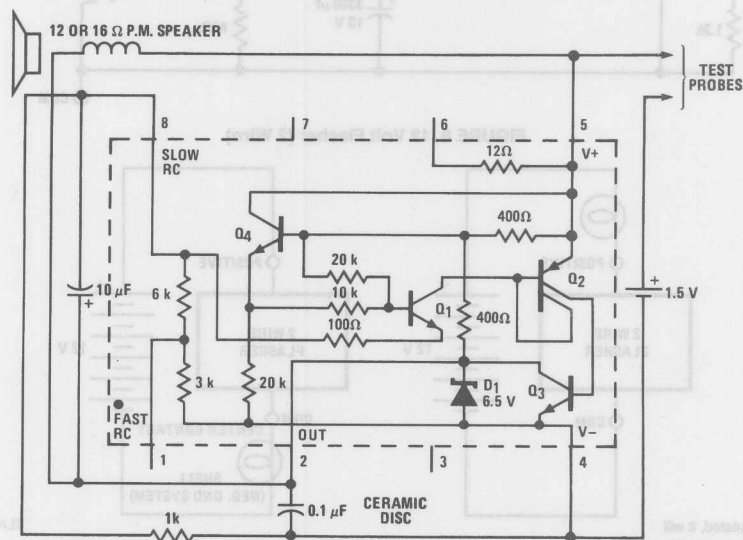 12 OR 16 Ω P.M. SPEAKER
TEST
PROBES
8
7
6
5
SLOW
RC
12Ω
V+
Q4
400Ω
20 k
Q2
10 μF
+
6 k
10 k
Q1
100Ω
400Ω
+
1.5 V
3 k
20 k
D1
6.5 V
Q3
FAST
RC
OUT
V−
1
2
3
4
0.1 μF
CERAMIC
DISC
1k